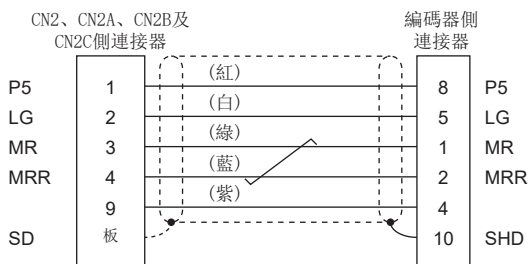 CN2、CN2A、CN2B及
CN2C側連接器
編碼器側
連接器
P5 1 (紅) 8 P5
LG 2 (白) 5 LG
MR 3 (綠) 1 MR
MRR 4 (藍) 2 MRR
9 (紫) 4
SD 板 10 SHD